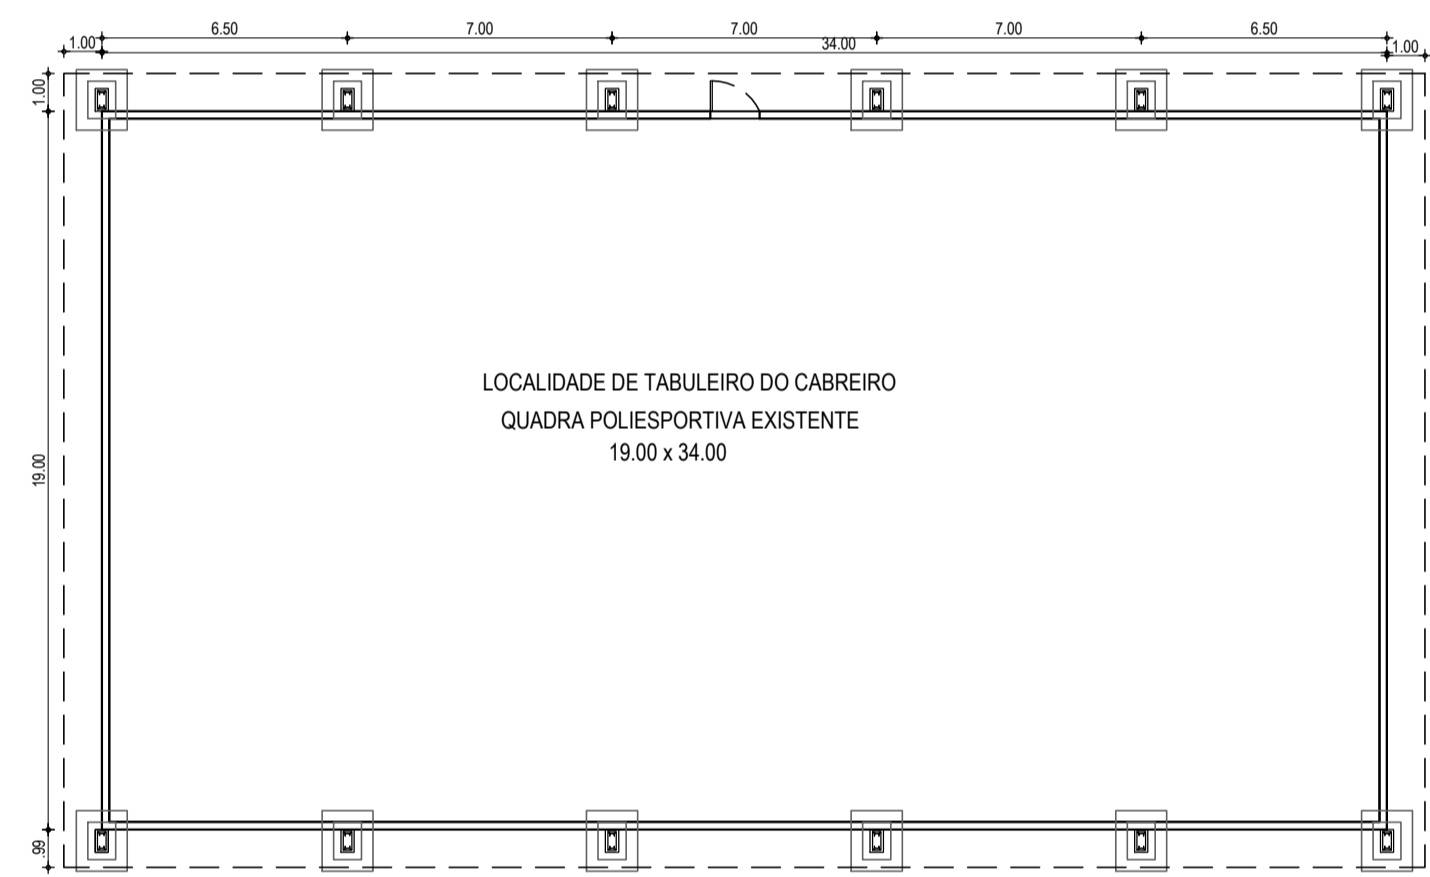 6.50 7.00 7.00 7.00 6.50
1.00 34.00 1.00
1.00
LOCALIDADE DE TABULEIRO DO CABREIRO
QUADRA POLIESPORTIVA EXISTENTE
19.00 x 34.00
19.00
.99